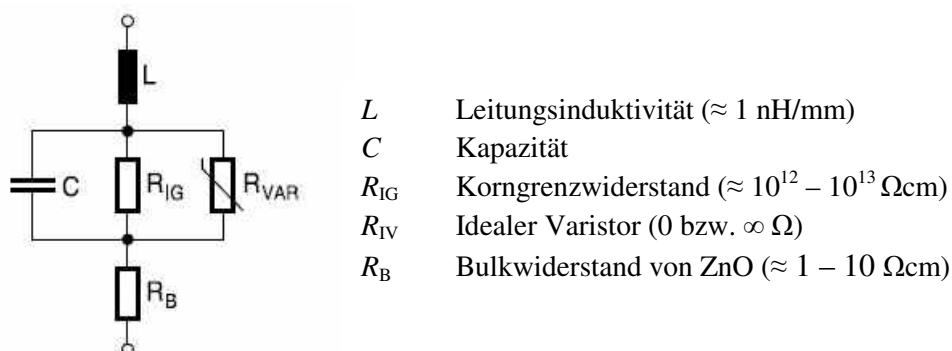 L
C
R_IG
R_VAR
R_B
L Leitungsinduktivität (≈ 1 nH/mm)
C Kapazität
R_IG Korngrenzwiderstand (≈ 10^12 – 10^13 Ωcm)
R_IV Idealer Varistor (0 bzw. ∞ Ω)
R_B Bulkwiderstand von ZnO (≈ 1 – 10 Ωcm)